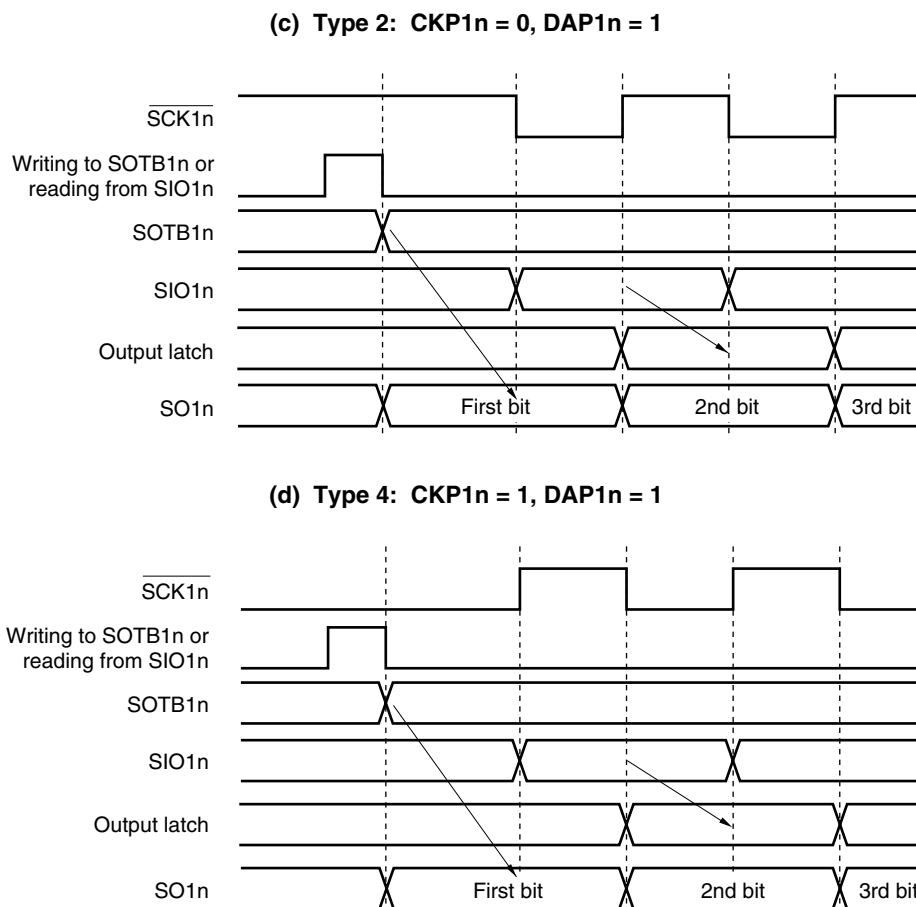 (c) Type 2: CKP1n = 0, DAP1n = 1
SCK1n
Writing to SOTB1n or
reading from SIO1n
SOTB1n
SIO1n
Output latch
SO1n
First bit
2nd bit
3rd bit
(d) Type 4: CKP1n = 1, DAP1n = 1
SCK1n
Writing to SOTB1n or
reading from SIO1n
SOTB1n
SIO1n
Output latch
SO1n
First bit
2nd bit
3rd bit